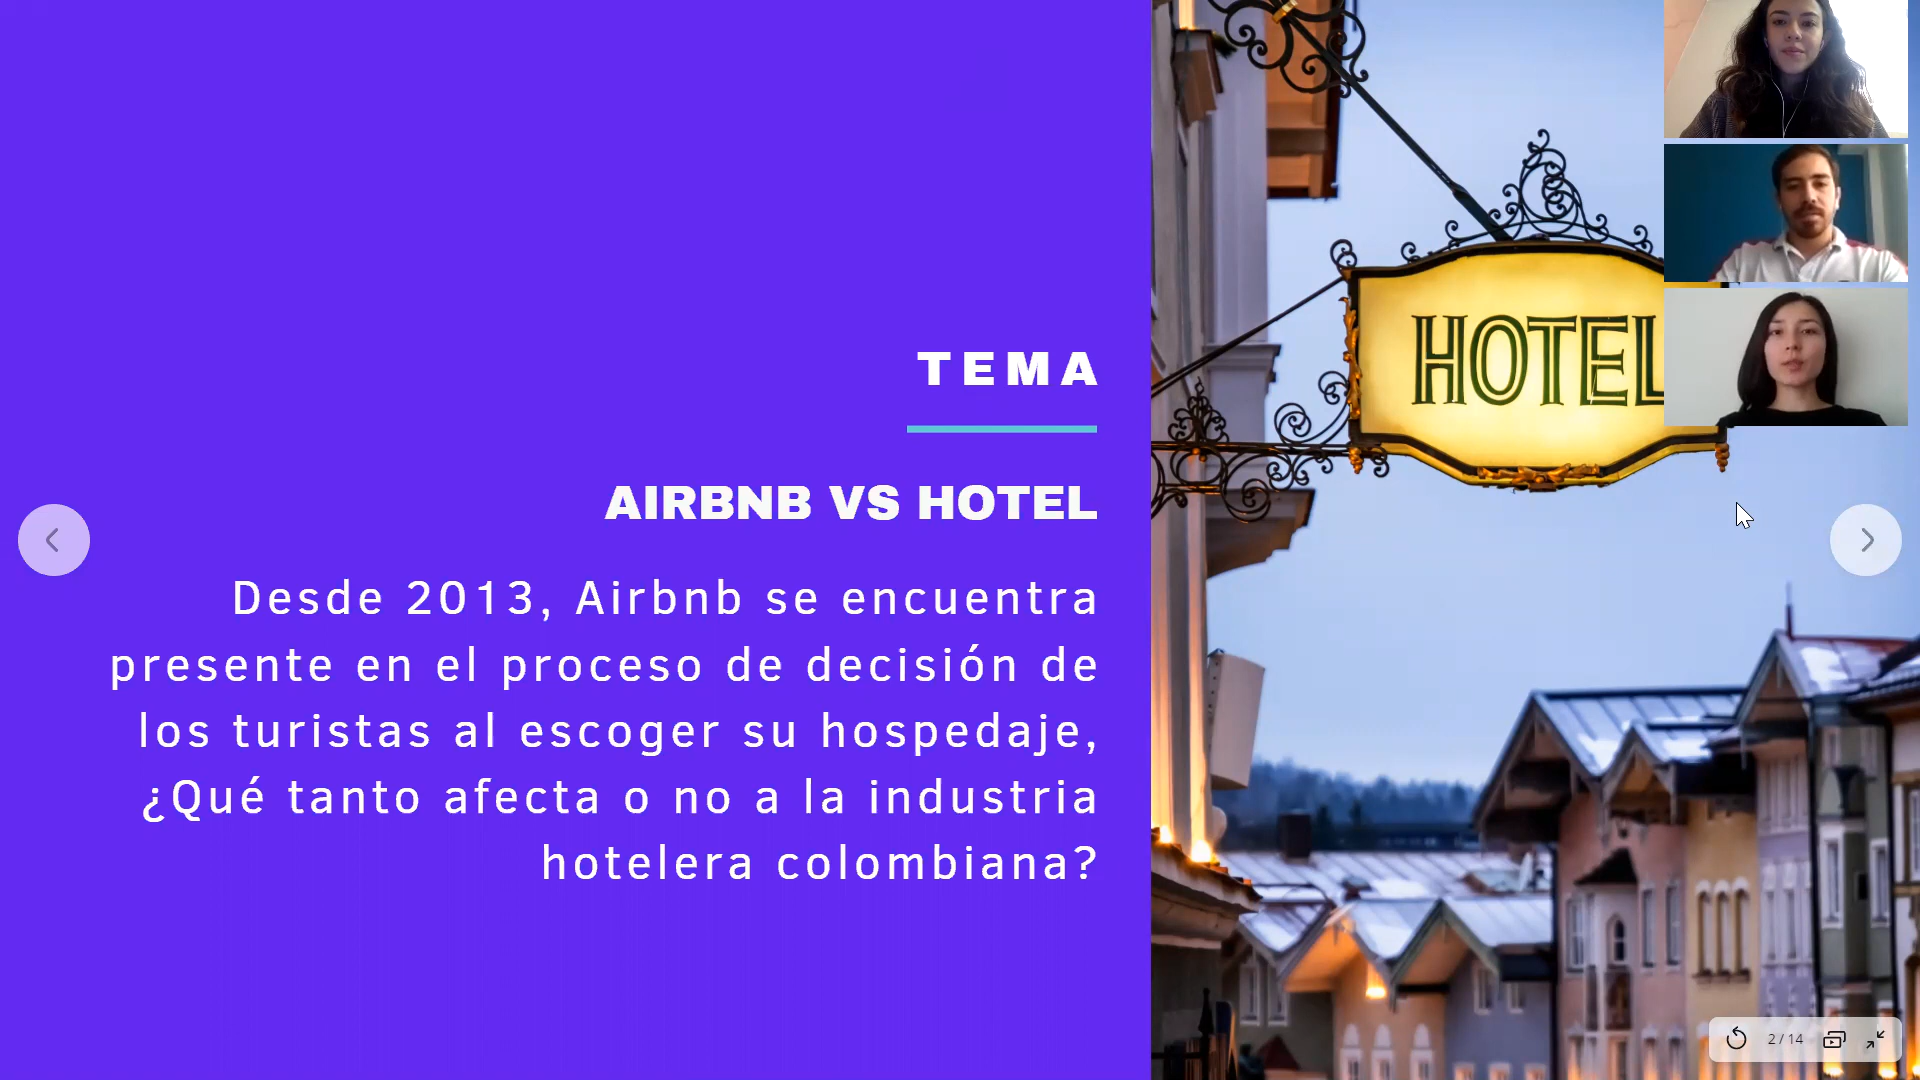 TEMA
AIRBNB VS HOTEL
Desde 2013, Airbnb se encuentra
presente en el proceso de decisión de
los turistas al escoger su hospedaje,
¿Qué tanto afecta o no a la industria
hotelera colombiana?
HOTEL
2 / 14